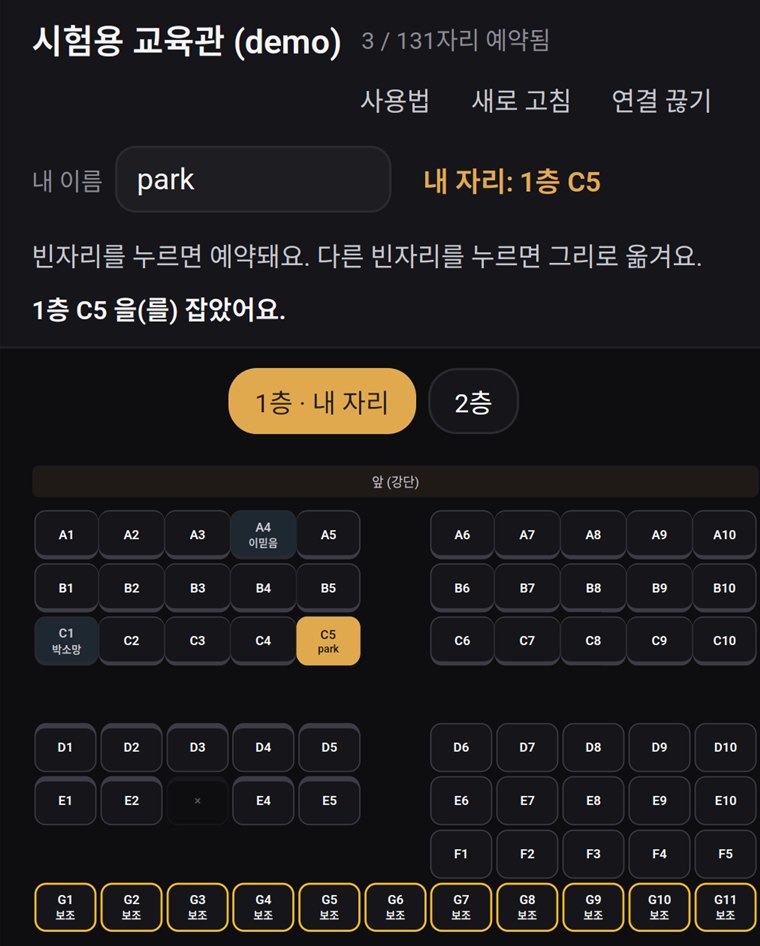 시험용 교육관 (demo) 3 / 131자리 예약됨
사용법 새로 고침 연결 끊기
내 이름 park 내 자리: 1층 C5
빈자리를 누르면 예약돼요. 다른 빈자리를 누르면 그리로 옮겨요.
1층 C5 을(를) 잡았어요.
1층 · 내 자리 2층
앞 (강단)
A1 A2 A3 A4 이믿음 A5 A6 A7 A8 A9 A10
B1 B2 B3 B4 B5 B6 B7 B8 B9 B10
C1 박소망 C2 C3 C4 C5 park C6 C7 C8 C9 C10
D1 D2 D3 D4 D5 D6 D7 D8 D9 D10
E1 E2 × E4 E5 E6 E7 E8 E9 E10
F1 F2 F3 F4 F5
G1 보조 G2 보조 G3 보조 G4 보조 G5 보조 G6 보조 G7 보조 G8 보조 G9 보조 G10 보조 G11 보조